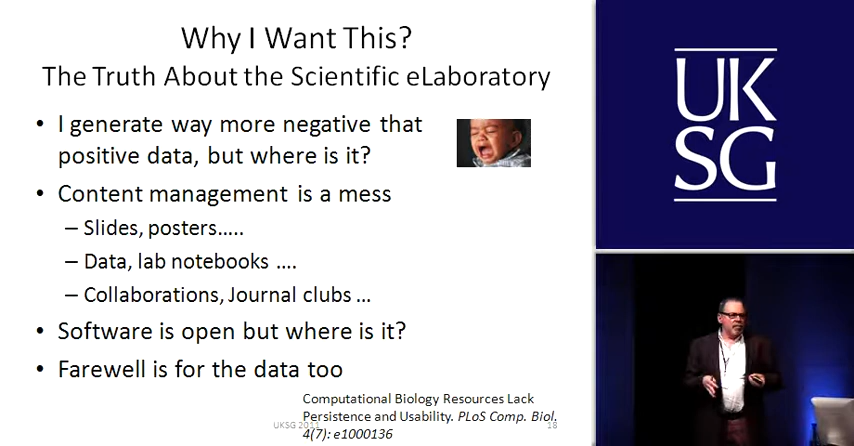 Why I Want This?
The Truth About the Scientific eLaboratory
• I generate way more negative that
positive data, but where is it?
• Content management is a mess
– Slides, posters…..
– Data, lab notebooks ….
– Collaborations, Journal clubs …
• Software is open but where is it?
• Farewell is for the data too
Computational Biology Resources Lack
Persistence and Usability. PLoS Comp. Biol.
4(7): e1000136
UKSG 2011
18
UK
SG